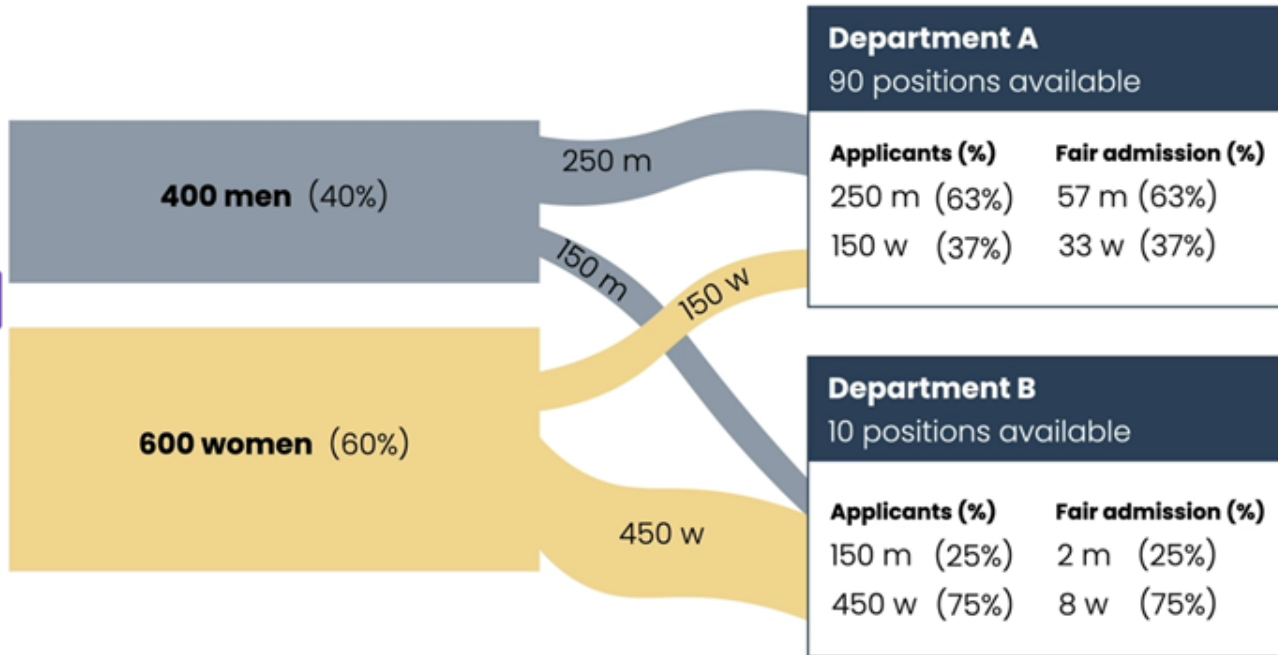 400 men (40%)
600 women (60%)
250 m
150 m
150 w
450 w
Department A
90 positions available
Applicants (%) Fair admission (%)
250 m (63%) 57 m (63%)
150 w (37%) 33 w (37%)
Department B
10 positions available
Applicants (%) Fair admission (%)
150 m (25%) 2 m (25%)
450 w (75%) 8 w (75%)